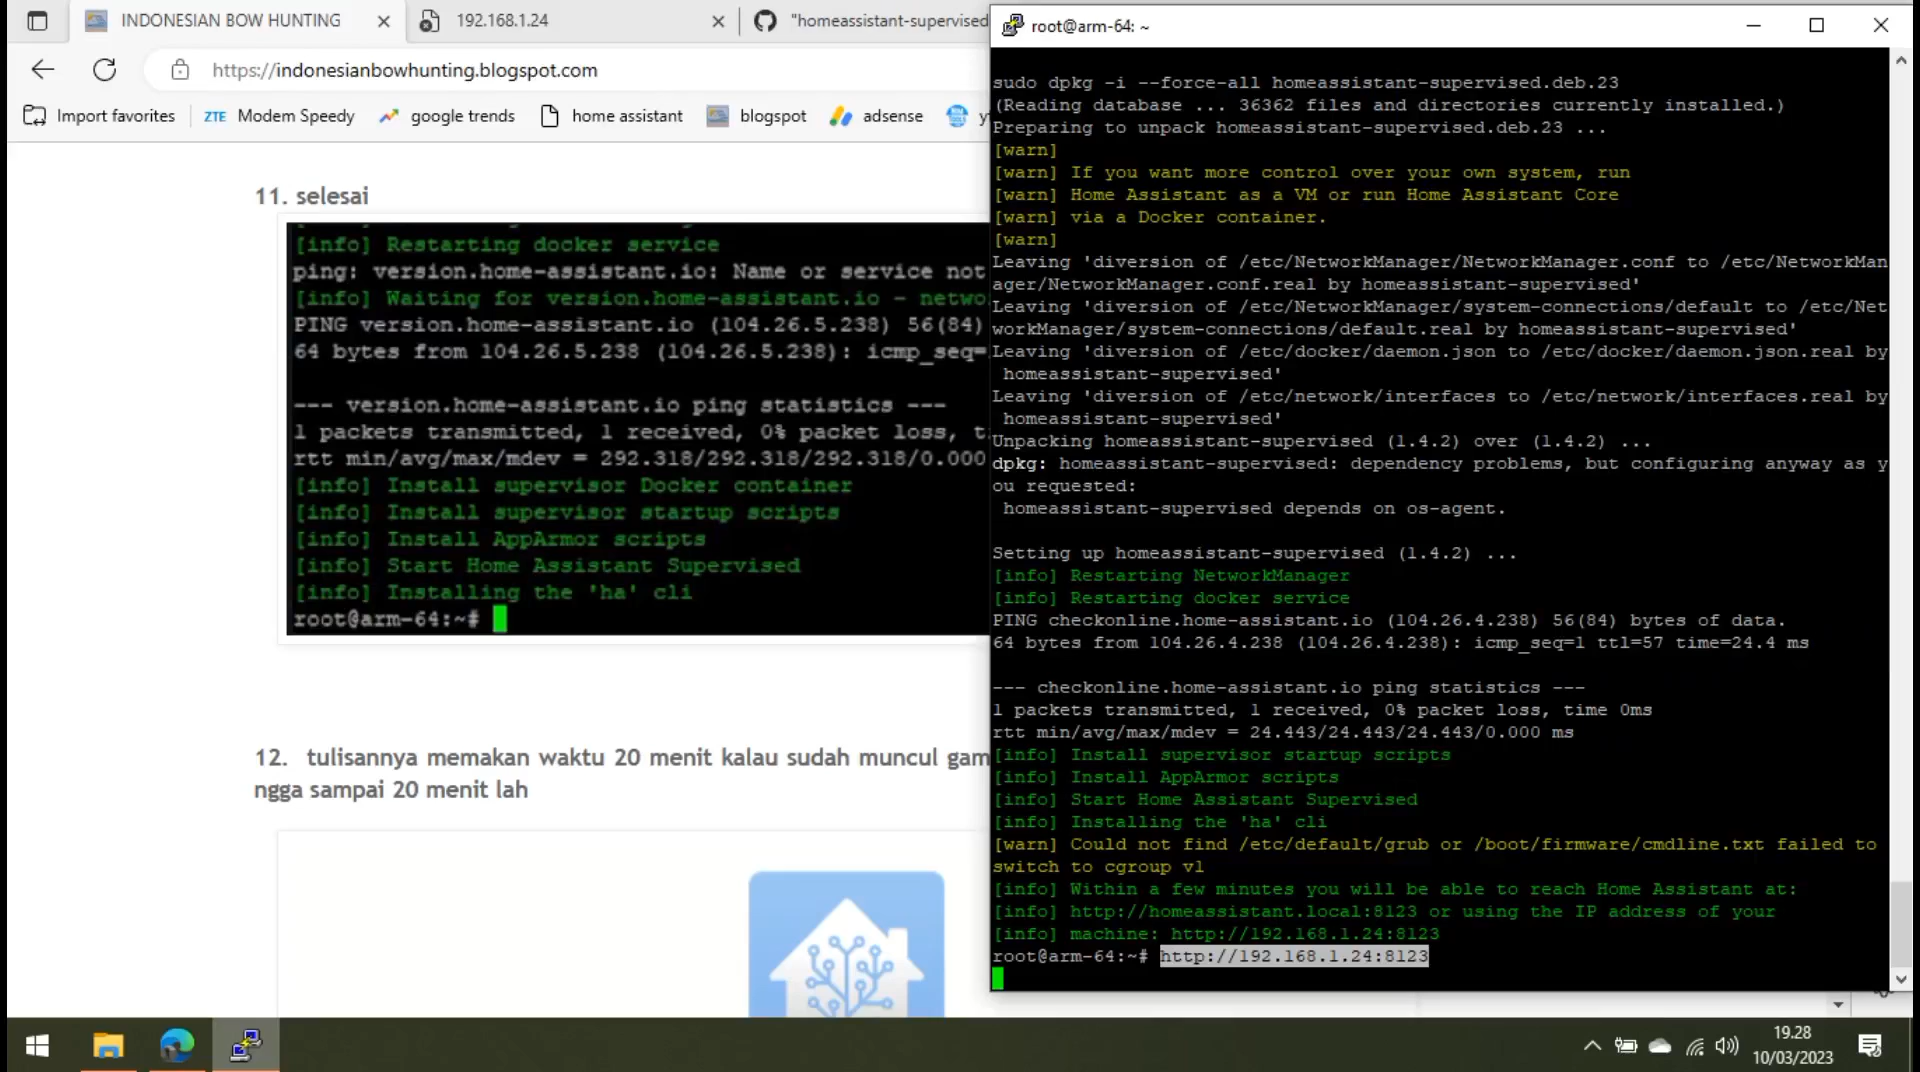 INDONESIAN BOW HUNTING
192.168.1.24
"homeassistant-supervised
https://indonesianbowhunting.blogspot.com
Import favorites
ZTE Modem Speedy
google trends
home assistant
blogspot
adsense
11. selesai
[info] Restarting docker service
ping: version.home-assistant.io: Name or service not
[info] Waiting for version.home-assistant.io - netwo
PING version.home-assistant.io (104.26.5.238) 56(84)
64 bytes from 104.26.5.238 (104.26.5.238): icmp_seq=
--- version.home-assistant.io ping statistics ---
1 packets transmitted, 1 received, 0% packet loss, t
rtt min/avg/max/mdev = 292.318/292.318/292.318/0.000
[info] Install supervisor Docker container
[info] Install supervisor startup scripts
[info] Install AppArmor scripts
[info] Start Home Assistant Supervised
[info] Installing the 'ha' cli
root@arm-64:~#
12. tulisannya memakan waktu 20 menit kalau sudah muncul gam
ngga sampai 20 menit lah
root@arm-64: ~
sudo dpkg -i --force-all homeassistant-supervised.deb.23
(Reading database ... 36362 files and directories currently installed.)
Preparing to unpack homeassistant-supervised.deb.23 ...
[warn]
[warn] If you want more control over your own system, run
[warn] Home Assistant as a VM or run Home Assistant Core
[warn] via a Docker container.
[warn]
Leaving 'diversion of /etc/NetworkManager/NetworkManager.conf to /etc/NetworkMan
ager/NetworkManager.conf.real by homeassistant-supervised'
Leaving 'diversion of /etc/NetworkManager/system-connections/default to /etc/Net
workManager/system-connections/default.real by homeassistant-supervised'
Leaving 'diversion of /etc/docker/daemon.json to /etc/docker/daemon.json.real by
homeassistant-supervised'
Leaving 'diversion of /etc/network/interfaces to /etc/network/interfaces.real by
homeassistant-supervised'
Unpacking homeassistant-supervised (1.4.2) over (1.4.2) ...
dpkg: homeassistant-supervised: dependency problems, but configuring anyway as y
ou requested:
homeassistant-supervised depends on os-agent.
Setting up homeassistant-supervised (1.4.2) ...
[info] Restarting NetworkManager
[info] Restarting docker service
PING checkonline.home-assistant.io (104.26.4.238) 56(84) bytes of data.
64 bytes from 104.26.4.238 (104.26.4.238): icmp_seq=1 ttl=57 time=24.4 ms
--- checkonline.home-assistant.io ping statistics ---
1 packets transmitted, 1 received, 0% packet loss, time 0ms
rtt min/avg/max/mdev = 24.443/24.443/24.443/0.000 ms
[info] Install supervisor startup scripts
[info] Install AppArmor scripts
[info] Start Home Assistant Supervised
[info] Installing the 'ha' cli
[warn] Could not find /etc/default/grub or /boot/firmware/cmdline.txt failed to
switch to cgroup v1
[info] Within a few minutes you will be able to reach Home Assistant at:
[info] http://homeassistant.local:8123 or using the IP address of your
[info] machine: http://192.168.1.24:8123
root@arm-64:~# http://192.168.1.24:8123
19.28
10/03/2023